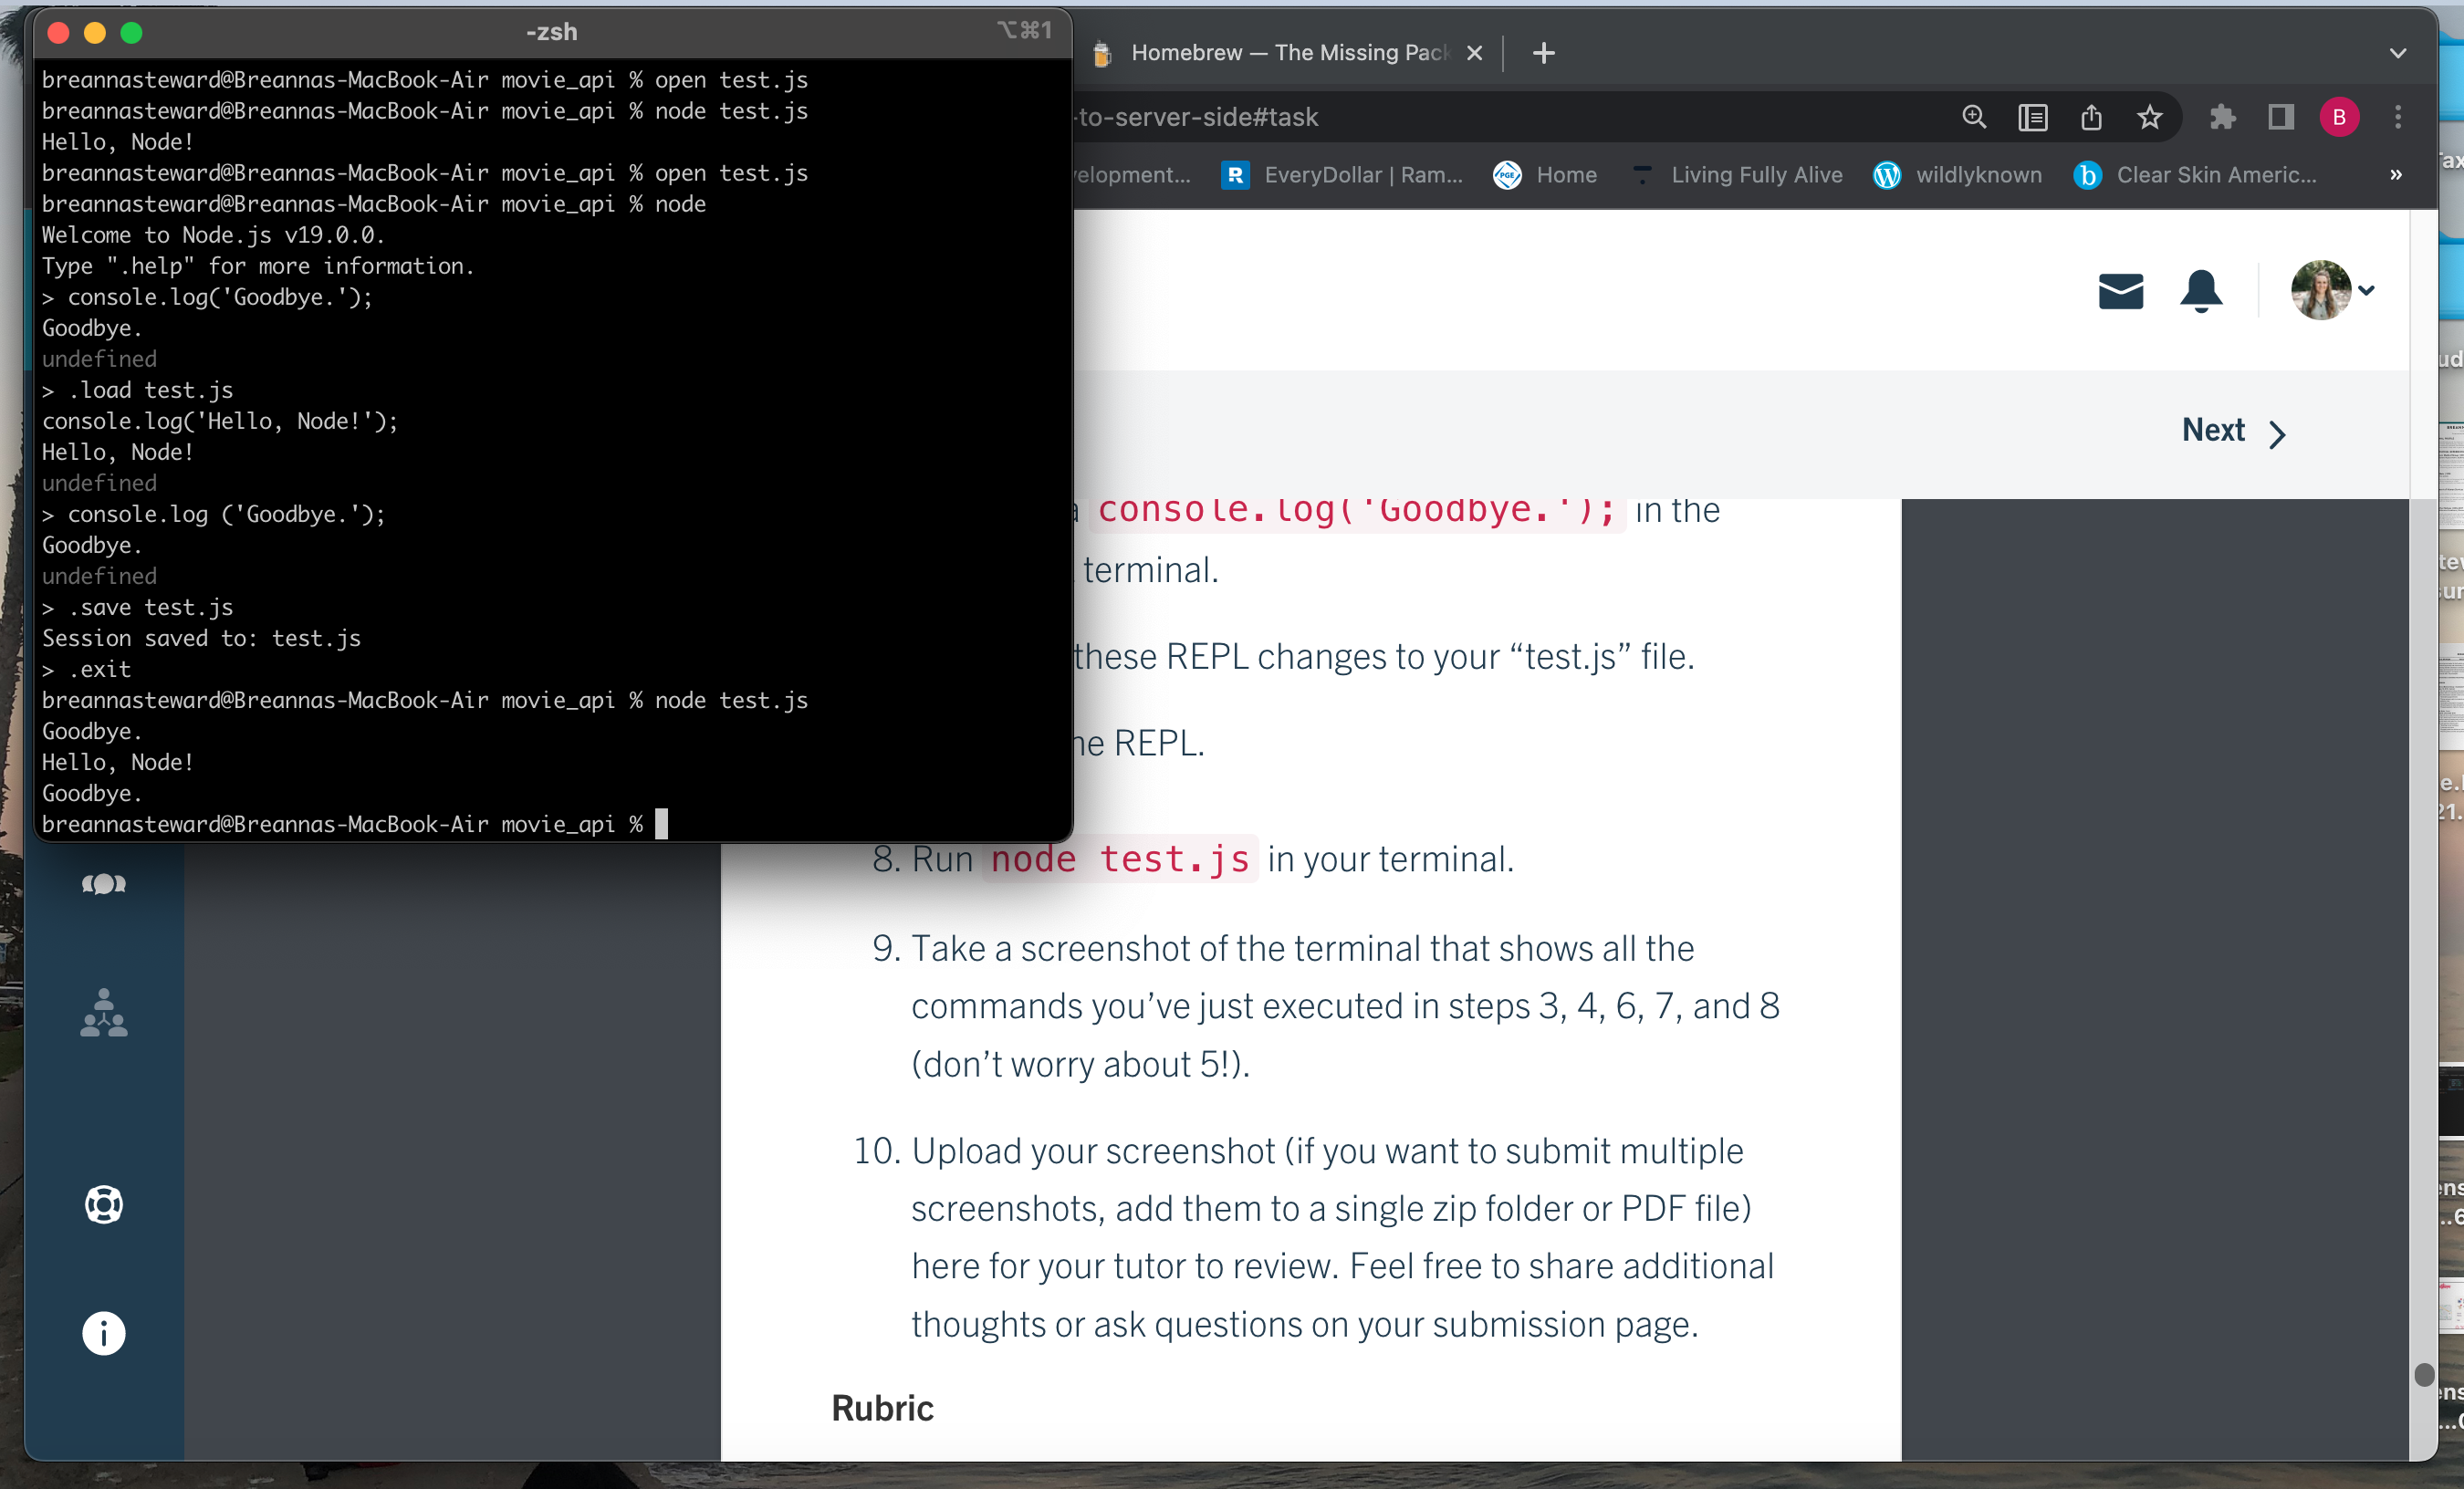 -zsh
⌥⌘1
breannasteward@Breannas-MacBook-Air movie_api % open test.js
breannasteward@Breannas-MacBook-Air movie_api % node test.js
Hello, Node!
breannasteward@Breannas-MacBook-Air movie_api % open test.js
breannasteward@Breannas-MacBook-Air movie_api % node
Welcome to Node.js v19.0.0.
Type ".help" for more information.
> console.log('Goodbye.');
Goodbye.
undefined
> .load test.js
console.log('Hello, Node!');
Hello, Node!
undefined
> console.log ('Goodbye.');
Goodbye.
undefined
> .save test.js
Session saved to: test.js
> .exit
breannasteward@Breannas-MacBook-Air movie_api % node test.js
Goodbye.
Hello, Node!
Goodbye.
breannasteward@Breannas-MacBook-Air movie_api %
Homebrew — The Missing Pack
-to-server-side#task
B
velopment...
R EveryDollar | Ram...
PGE Home
Living Fully Alive
wildlyknown
b Clear Skin Americ...
»
Next
console.log('Goodbye.'); in the
terminal.
these REPL changes to your “test.js” file.
he REPL.
8. Run node test.js in your terminal.
9. Take a screenshot of the terminal that shows all the
commands you’ve just executed in steps 3, 4, 6, 7, and 8
(don’t worry about 5!).
10. Upload your screenshot (if you want to submit multiple
screenshots, add them to a single zip folder or PDF file)
here for your tutor to review. Feel free to share additional
thoughts or ask questions on your submission page.
Rubric